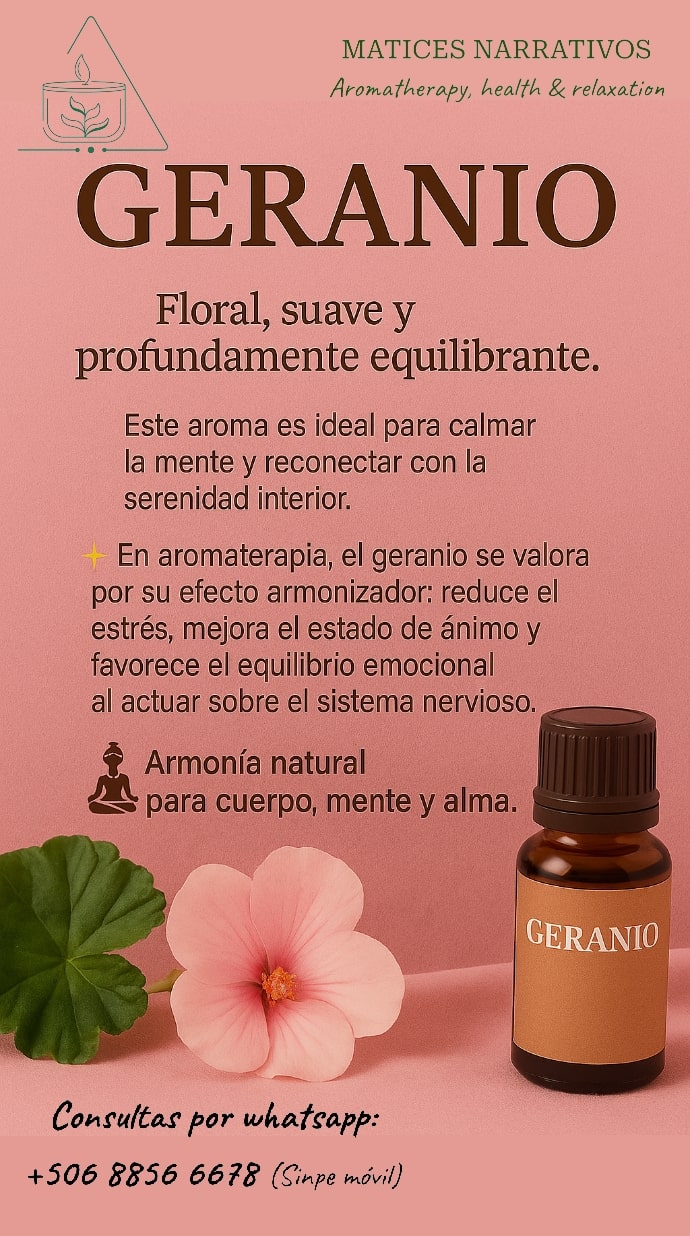 MATICES NARRATIVOS
Aromatherapy, health & relaxation
GERANIO
Floral, suave y
profundamente equilibrante.
Este aroma es ideal para calmar
la mente y reconectar con la
serenidad interior.
En aromaterapia, el geranio se valora
por su efecto armonizador: reduce el
estrés, mejora el estado de ánimo y
favorece el equilibrio emocional
al actuar sobre el sistema nervioso.
Armonía natural
para cuerpo, mente y alma.
GERANIO
Consultas por whatsapp:
+506 8856 6678 (Sinpe móvil)